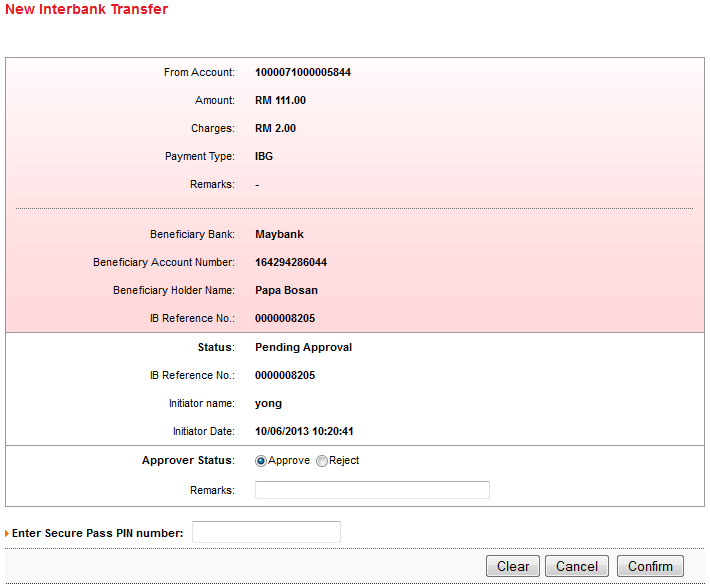 New Interbank Transfer
From Account: 1000071000005844
Amount: RM 111.00
Charges: RM 2.00
Payment Type: IBG
Remarks: -
Beneficiary Bank: Maybank
Beneficiary Account Number: 164294286044
Beneficiary Holder Name: Papa Bosan
IB Reference No.: 0000008205
Status: Pending Approval
IB Reference No.: 0000008205
Initiator name: yong
Initiator Date: 10/06/2013 10:20:41
Approver Status: Approve Reject
Remarks:
Enter Secure Pass PIN number:
Clear Cancel Confirm